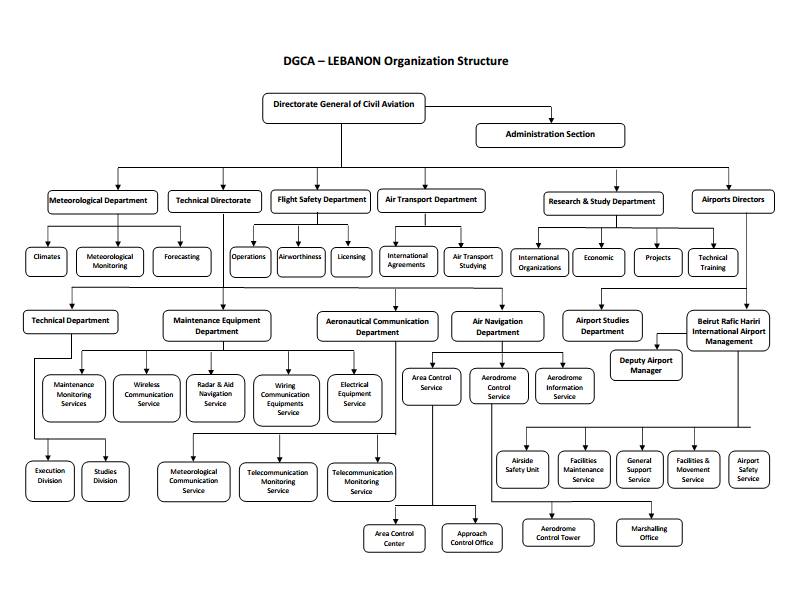 DGCA – LEBANON Organization Structure
Directorate General of Civil Aviation
Administration Section
Meteorological Department
Technical Directorate
Flight Safety Department
Air Transport Department
Research & Study Department
Airports Directors
Climates
Meteorological
Monitoring
Forecasting
Operations
Airworthiness
Licensing
International
Agreements
Air Transport
Studying
International
Organizations
Economic
Projects
Technical
Training
Technical Department
Maintenance Equipment
Department
Aeronautical Communication
Department
Air Navigation
Department
Airport Studies
Department
Beirut Rafic Hariri
International Airport
Management
Deputy Airport
Manager
Maintenance
Monitoring
Services
Wireless
Communication
Service
Radar & Aid
Navigation
Service
Wiring
Communication
Equipments
Service
Electrical
Equipment
Service
Area Control
Service
Aerodrome
Control
Service
Aerodrome
Information
Service
Execution
Division
Studies
Division
Meteorological
Communication
Service
Telecommunication
Monitoring
Service
Telecommunication
Monitoring
Service
Airside
Safety Unit
Facilities
Maintenance
Service
General
Support
Service
Facilities &
Movement
Service
Airport
Safety
Service
Area Control
Center
Approach
Control Office
Aerodrome
Control Tower
Marshalling
Office